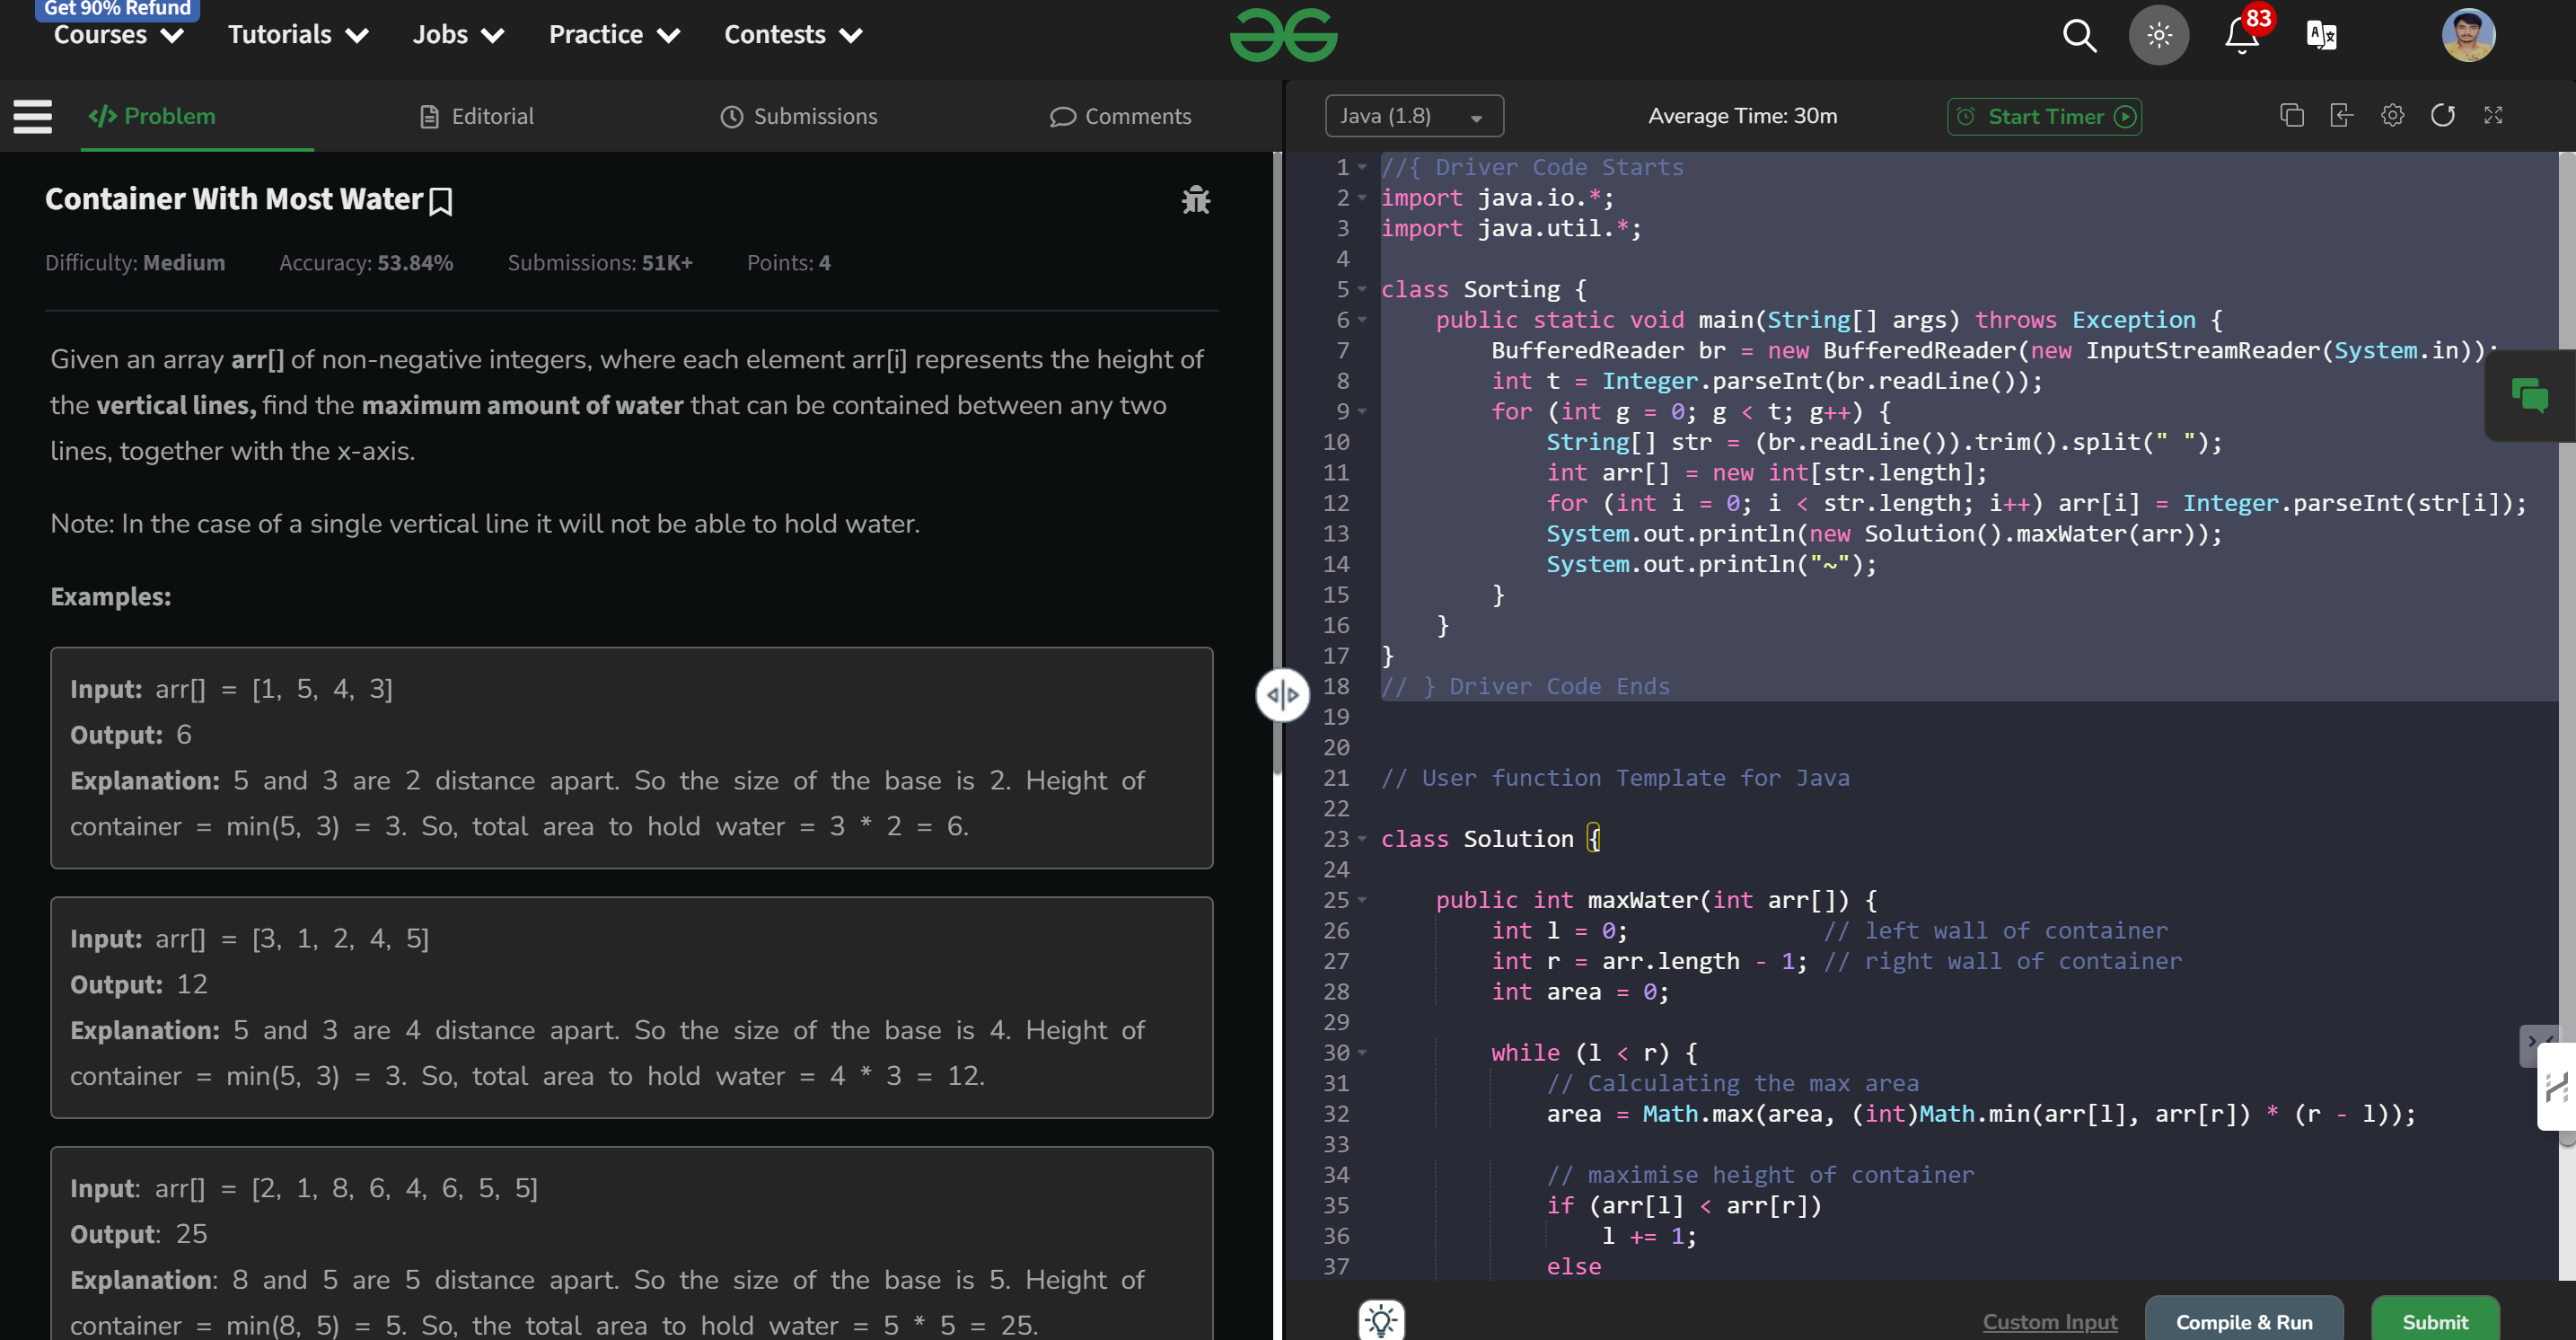 Get 90% Refund
Courses
Tutorials
Jobs
Practice
Contests
83
Problem
Editorial
Submissions
Comments
Java (1.8)
Average Time: 30m
Start Timer
Container With Most Water
Difficulty: Medium Accuracy: 53.84% Submissions: 51K+ Points: 4
Given an array arr[] of non-negative integers, where each element arr[i] represents the height of
the vertical lines, find the maximum amount of water that can be contained between any two
lines, together with the x-axis.
Note: In the case of a single vertical line it will not be able to hold water.
Examples:
Input: arr[] = [1, 5, 4, 3]
Output: 6
Explanation: 5 and 3 are 2 distance apart. So the size of the base is 2. Height of
container = min(5, 3) = 3. So, total area to hold water = 3 * 2 = 6.
Input: arr[] = [3, 1, 2, 4, 5]
Output: 12
Explanation: 5 and 3 are 4 distance apart. So the size of the base is 4. Height of
container = min(5, 3) = 3. So, total area to hold water = 4 * 3 = 12.
Input: arr[] = [2, 1, 8, 6, 4, 6, 5, 5]
Output: 25
Explanation: 8 and 5 are 5 distance apart. So the size of the base is 5. Height of
container = min(8, 5) = 5. So, the total area to hold water = 5 * 5 = 25.
1 //{ Driver Code Starts
2 import java.io.*;
3 import java.util.*;
4
5 class Sorting {
6 public static void main(String[] args) throws Exception {
7 BufferedReader br = new BufferedReader(new InputStreamReader(System.in));
8 int t = Integer.parseInt(br.readLine());
9 for (int g = 0; g < t; g++) {
10 String[] str = (br.readLine()).trim().split(" ");
11 int arr[] = new int[str.length];
12 for (int i = 0; i < str.length; i++) arr[i] = Integer.parseInt(str[i]);
13 System.out.println(new Solution().maxWater(arr));
14 System.out.println("~");
15 }
16 }
17 }
18 // } Driver Code Ends
19
20
21 // User function Template for Java
22
23 class Solution {
24
25 public int maxWater(int arr[]) {
26 int l = 0; // left wall of container
27 int r = arr.length - 1; // right wall of container
28 int area = 0;
29
30 while (l < r) {
31 // Calculating the max area
32 area = Math.max(area, (int)Math.min(arr[l], arr[r]) * (r - l));
33
34 // maximise height of container
35 if (arr[l] < arr[r])
36 l += 1;
37 else
Custom Input
Compile & Run
Submit